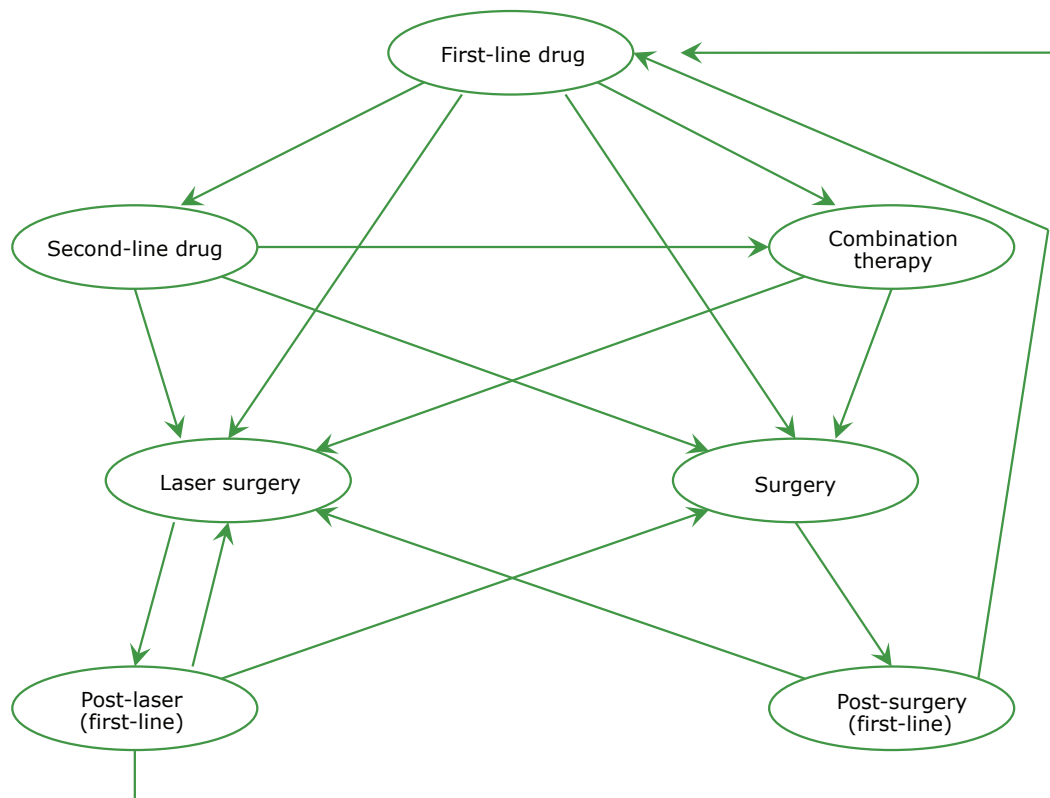 First-line drug
Second-line drug
Combination
therapy
Laser surgery
Surgery
Post-laser
(first-line)
Post-surgery
(first-line)